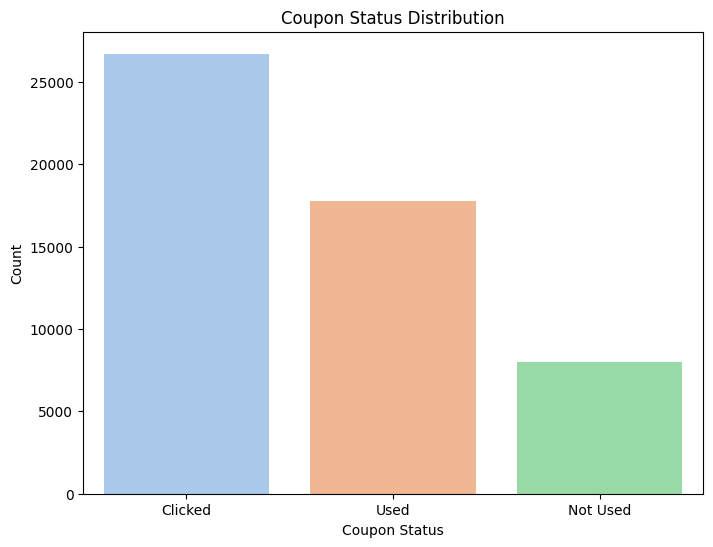 Coupon Status Distribution
25000
20000
15000
10000
5000
0
Count
Clicked Used Not Used
Coupon Status